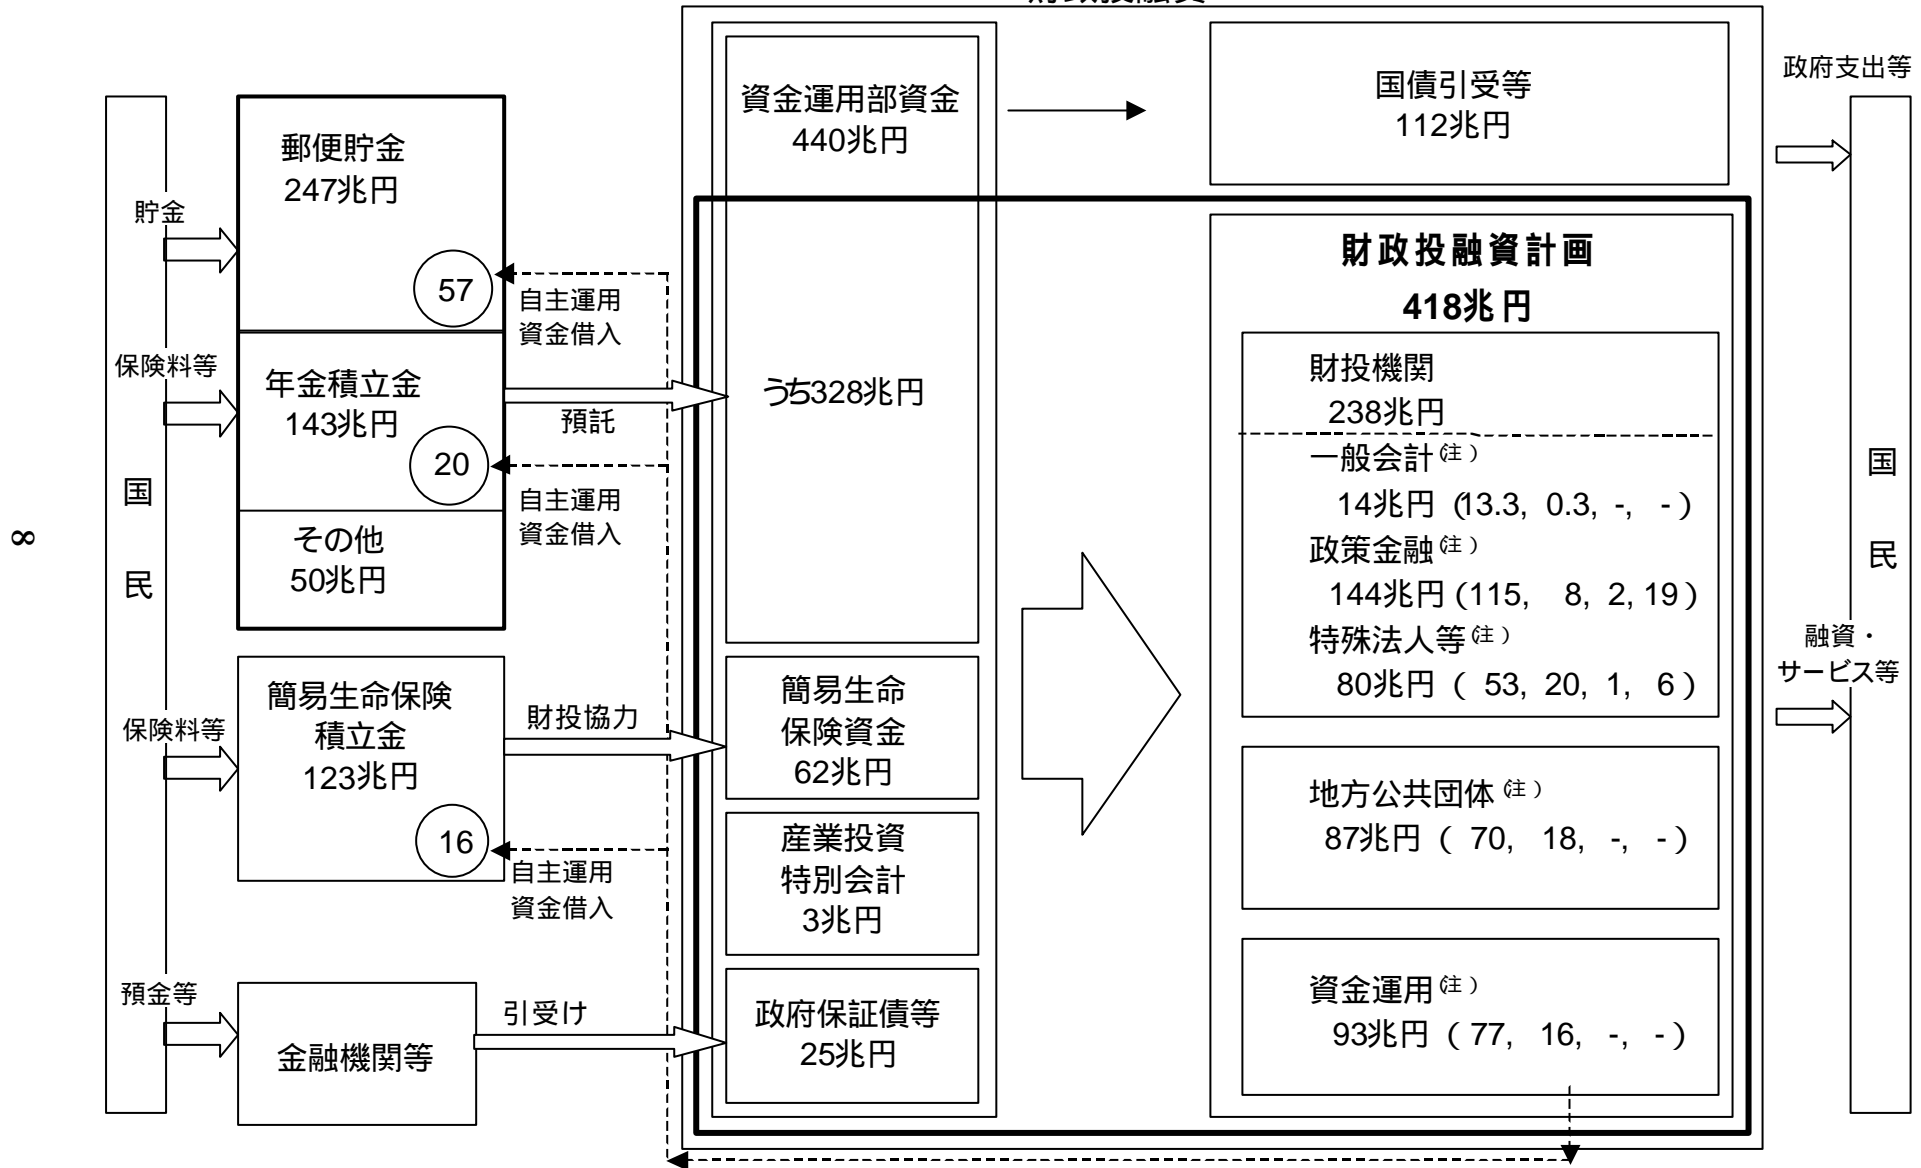 政府支出等
国
民
貯金
保険料等
保険料等
預金等
郵便貯金
247兆円
57
年金積立金
143兆円
20
その他
50兆円
簡易生命保険
積立金
123兆円
16
金融機関等
自主運用
資金借入
預託
自主運用
資金借入
財投協力
自主運用
資金借入
引受け
資金運用部資金
440兆円
うち328兆円
簡易生命
保険資金
62兆円
産業投資
特別会計
3兆円
政府保証債等
25兆円
国債引受等
112兆円
財政投融資計画
418兆円
財投機関
238兆円
一般会計(注)
14兆円 (13.3, 0.3, -, -)
政策金融(注)
144兆円 (115, 8, 2, 19)
特殊法人等(注)
80兆円 ( 53, 20, 1, 6)
地方公共団体(注)
87兆円 ( 70, 18, -, -)
資金運用(注)
93兆円 ( 77, 16, -, -)
融資・
サービス等
国
民
8